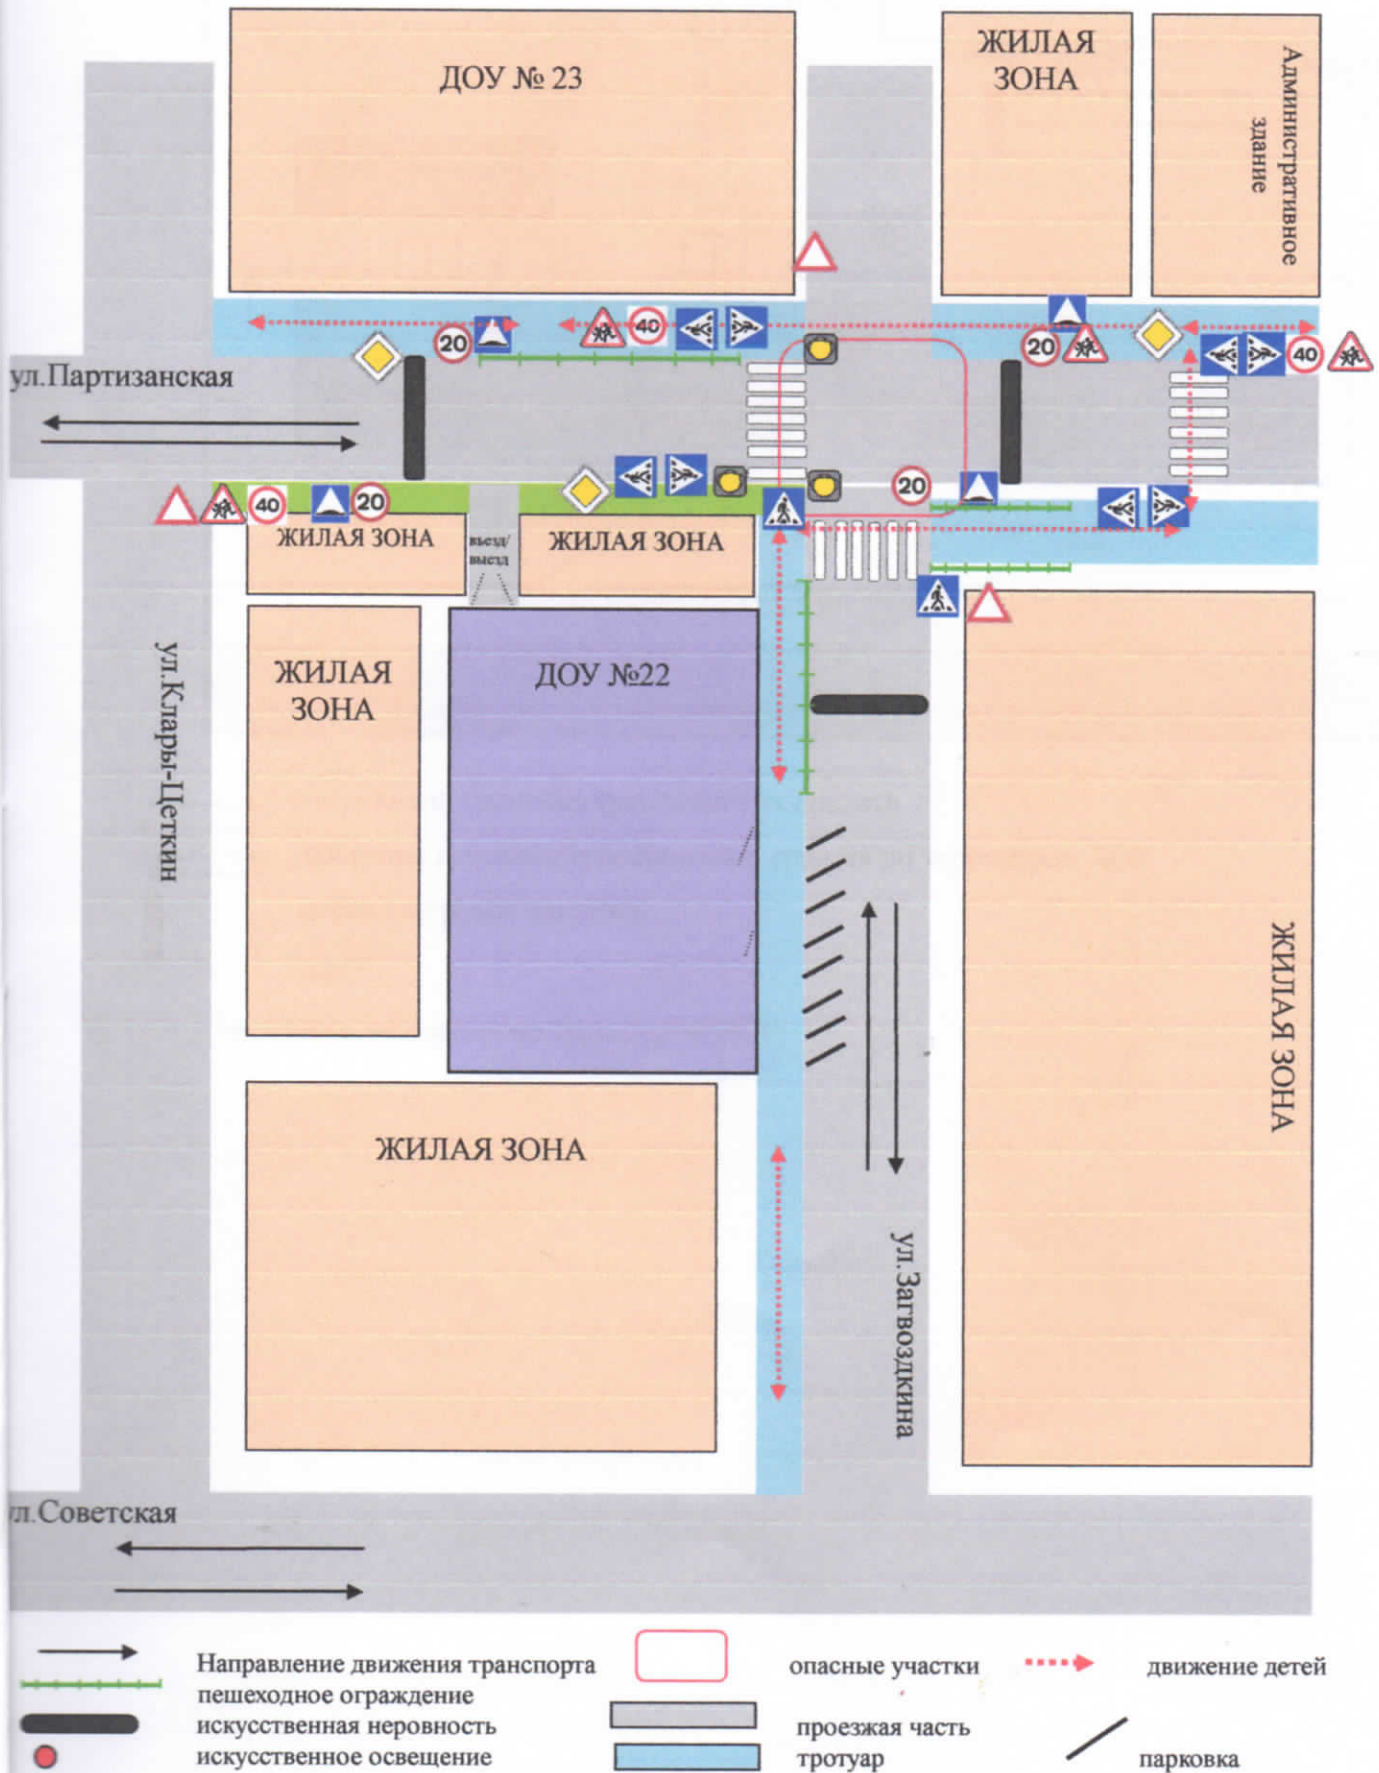 ДОУ № 23
ЖИЛАЯ
ЗОНА
Административное
здание
40
20
20
40
ул.Партизанская
20
40
20
ЖИЛАЯ ЗОНА
въезд/
выезд
ЖИЛАЯ ЗОНА
ул.Клары-Цеткин
ЖИЛАЯ
ЗОНА
ДОУ №22
ЖИЛАЯ ЗОНА
ЖИЛАЯ ЗОНА
ул.Загвоздкина
ул.Советская
Направление движения транспорта
пешеходное ограждение
искусственная неровность
искусственное освещение
опасные участки
проезжая часть
тротуар
движение детей
парковка